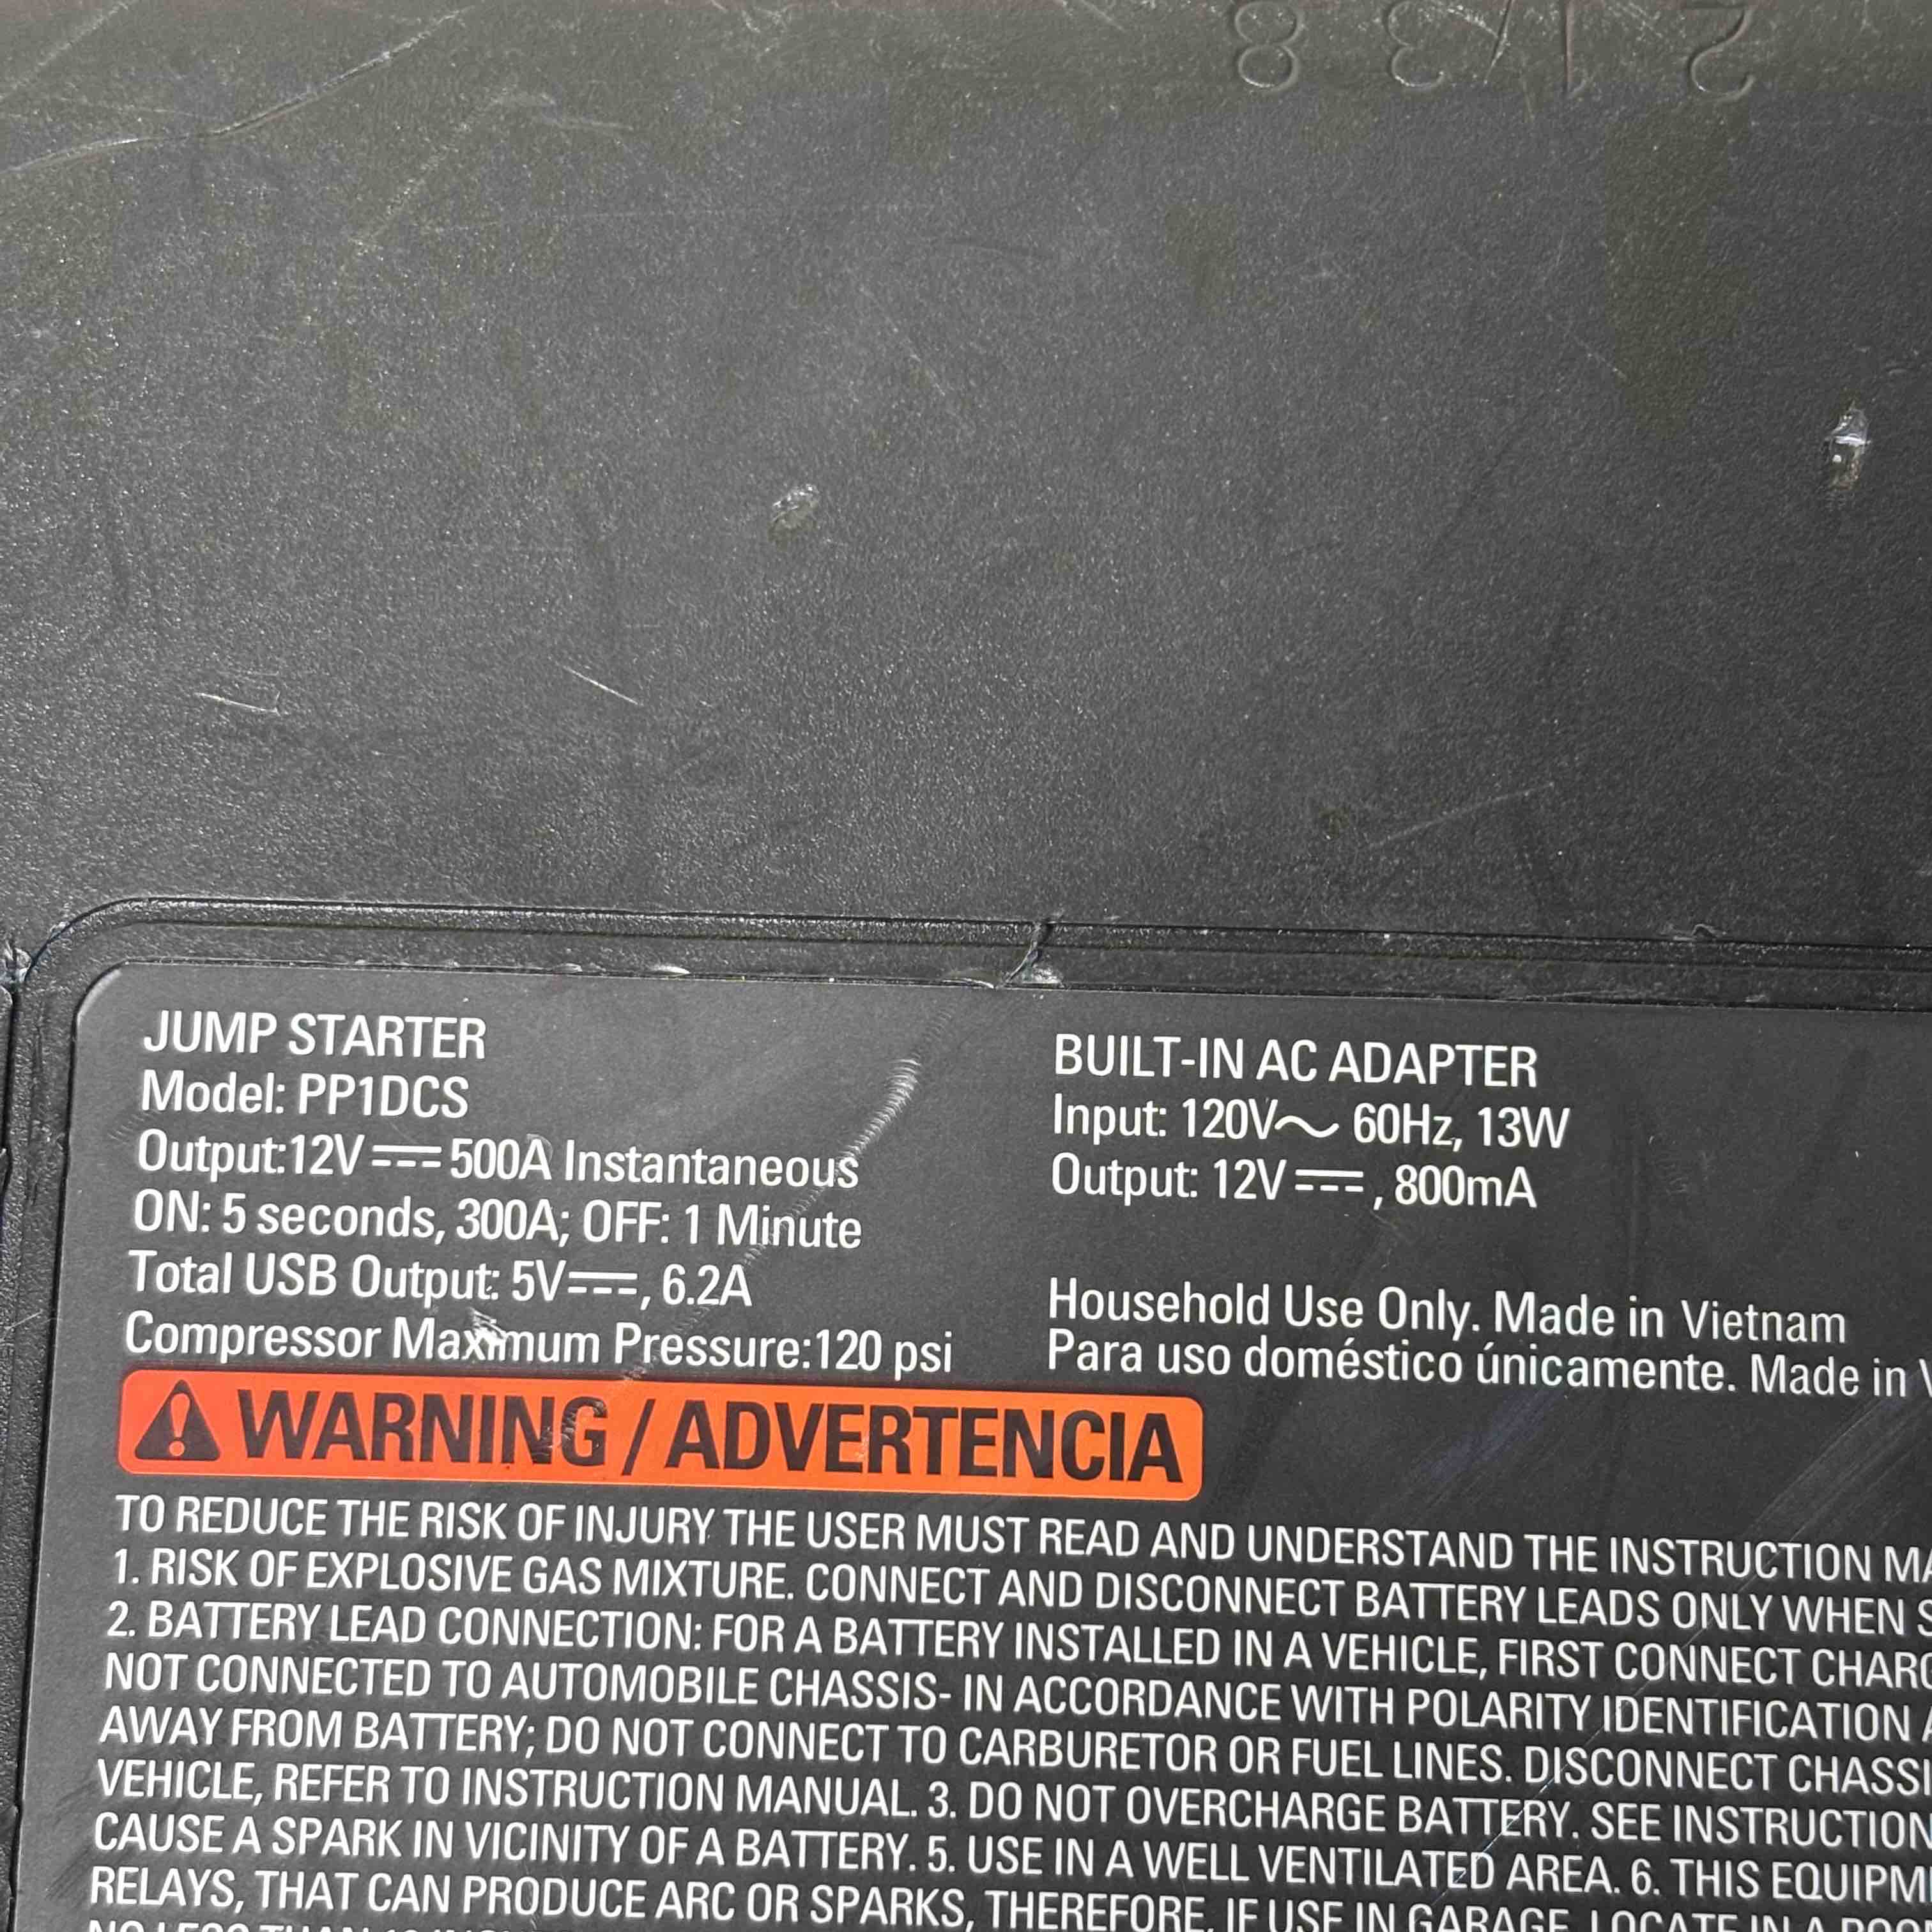 2138
JUMP STARTER
Model: PP1DCS
Output:12V⎓500A Instantaneous
ON: 5 seconds, 300A; OFF: 1 Minute
Total USB Output: 5V⎓, 6.2A
Compressor Maximum Pressure:120 psi
BUILT-IN AC ADAPTER
Input: 120V～ 60Hz, 13W
Output: 12V⎓, 800mA
Household Use Only. Made in Vietnam
Para uso doméstico únicamente. Made in
WARNING / ADVERTENCIA
TO REDUCE THE RISK OF INJURY THE USER MUST READ AND UNDERSTAND THE INSTRUCTION
1. RISK OF EXPLOSIVE GAS MIXTURE. CONNECT AND DISCONNECT BATTERY LEADS ONLY WHEN
2. BATTERY LEAD CONNECTION: FOR A BATTERY INSTALLED IN A VEHICLE, FIRST CONNECT
NOT CONNECTED TO AUTOMOBILE CHASSIS- IN ACCORDANCE WITH POLARITY IDENTIFICATION
AWAY FROM BATTERY; DO NOT CONNECT TO CARBURETOR OR FUEL LINES. DISCONNECT
VEHICLE, REFER TO INSTRUCTION MANUAL. 3. DO NOT OVERCHARGE BATTERY. SEE INSTRUCTION
CAUSE A SPARK IN VICINITY OF A BATTERY. 5. USE IN A WELL VENTILATED AREA. 6. THIS
RELAYS, THAT CAN PRODUCE ARC OR SPARKS, THEREFORE, IF USE IN GARAGE, LOCATE IN A